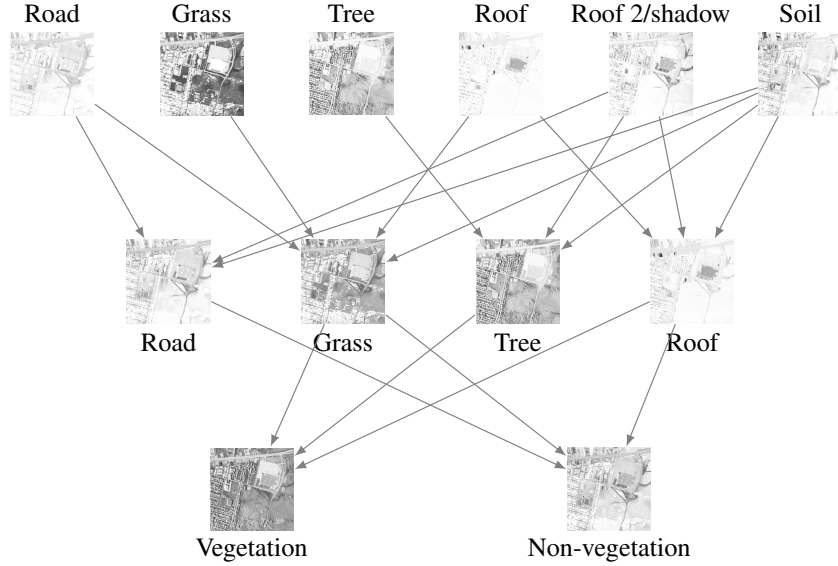 Road Grass Tree Roof Roof 2/shadow Soil
Road Grass Tree Roof
Vegetation Non-vegetation